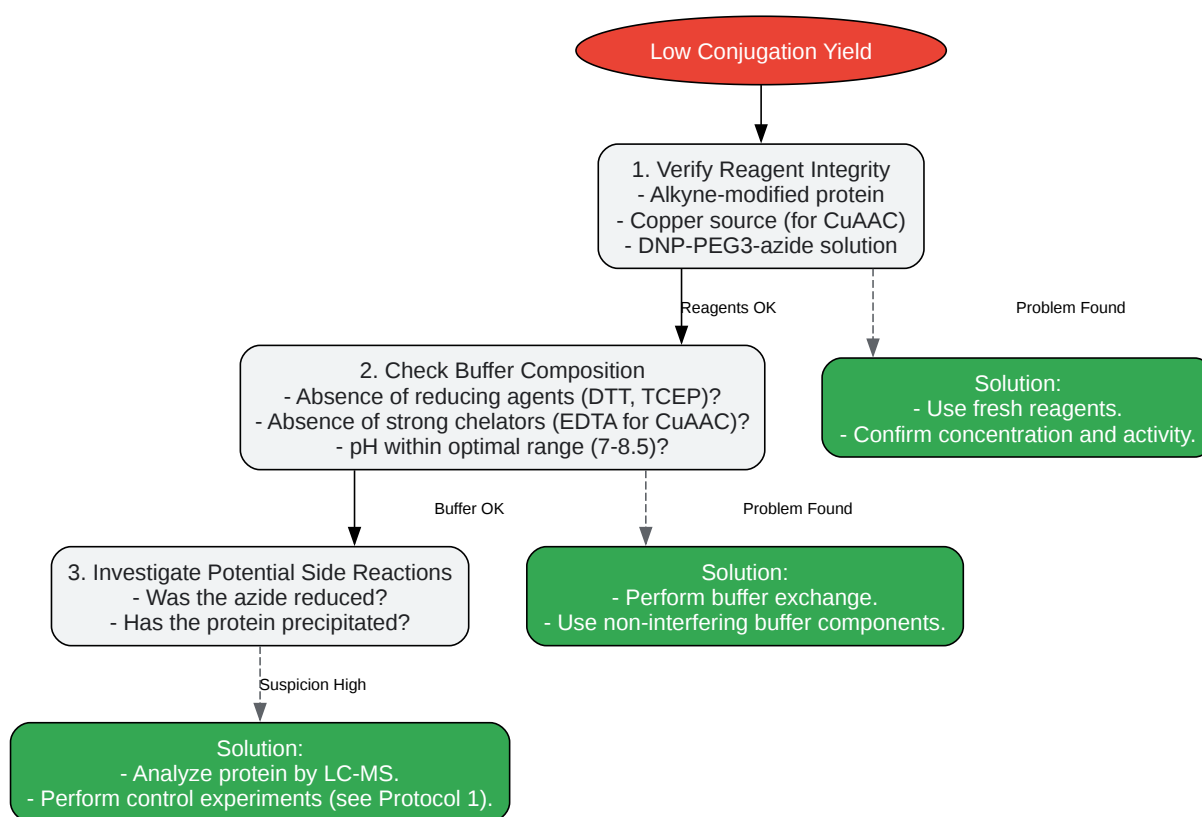 Low Conjugation Yield
1. Verify Reagent Integrity
- Alkyne-modified protein
- Copper source (for CuAAC)
- DNP-PEG3-azide solution
Reagents OK
Problem Found
2. Check Buffer Composition
- Absence of reducing agents (DTT, TCEP)?
- Absence of strong chelators (EDTA for CuAAC)?
- pH within optimal range (7-8.5)?
Solution:
- Use fresh reagents.
- Confirm concentration and activity.
Buffer OK
Problem Found
3. Investigate Potential Side Reactions
- Was the azide reduced?
- Has the protein precipitated?
Solution:
- Perform buffer exchange.
- Use non-interfering buffer components.
Suspicion High
Solution:
- Analyze protein by LC-MS.
- Perform control experiments (see Protocol 1).